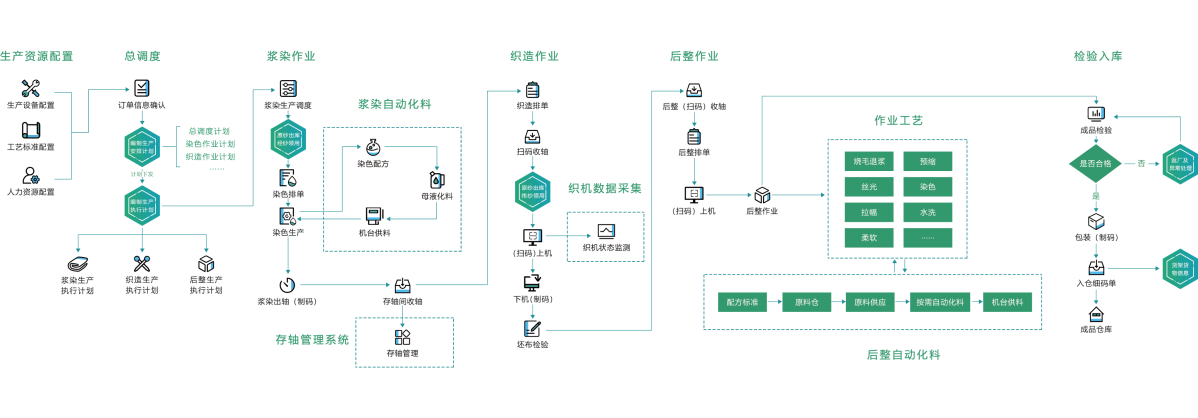 生产资源配置
生产设备配置
工艺标准配置
人力资源配置
总调度
订单信息确认
编制生产
安排计划
总调度计划
染色作业计划
织造作业计划
......
计划下发
编制生产
执行计划
浆染生产
执行计划
织造生产
执行计划
后整生产
执行计划
浆染作业
浆染生产调度
原纱出库
经纱领用
染色排单
染色生产
浆染出轴（制码）
浆染自动化料
染色配方
母液化料
机台供料
存轴间收轴
存轴管理系统
存轴管理
织造作业
织造排单
扫码收轴
原纱出库
纬纱领用
(扫码)上机
下机(制码)
坯布检验
织机数据采集
织机状态监测
后整作业
后整（扫码）收轴
后整排单
（扫码）上机
后整作业
作业工艺
烧毛退浆
预缩
丝光
染色
拉幅
水洗
柔软
......
配方标准
原料仓
原料供应
按需自动化料
机台供料
后整自动化料
检验入库
成品检验
是否合格
否
返厂及
异常处理
是
包装（制码）
入仓细码单
货架货
物信息
成品仓库